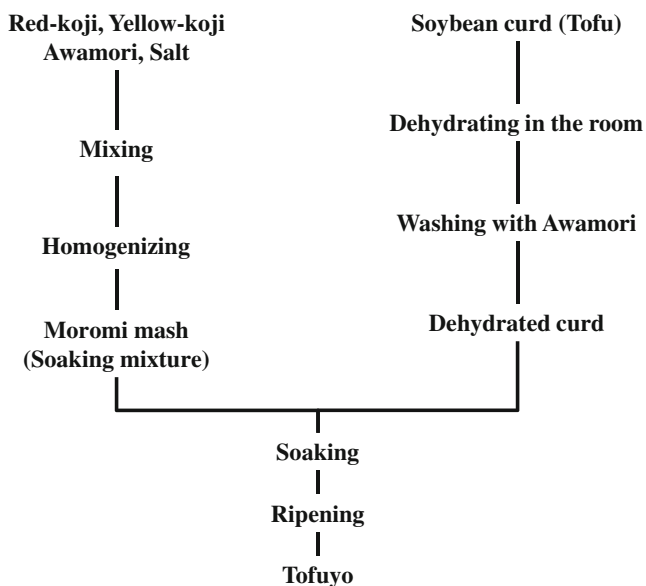 Red-koji, Yellow-koji
Awamori, Salt
Mixing
Homogenizing
Moromi mash
(Soaking mixture)
Soybean curd (Tofu)
Dehydrating in the room
Washing with Awamori
Dehydrated curd
Soaking
Ripening
Tofuyo